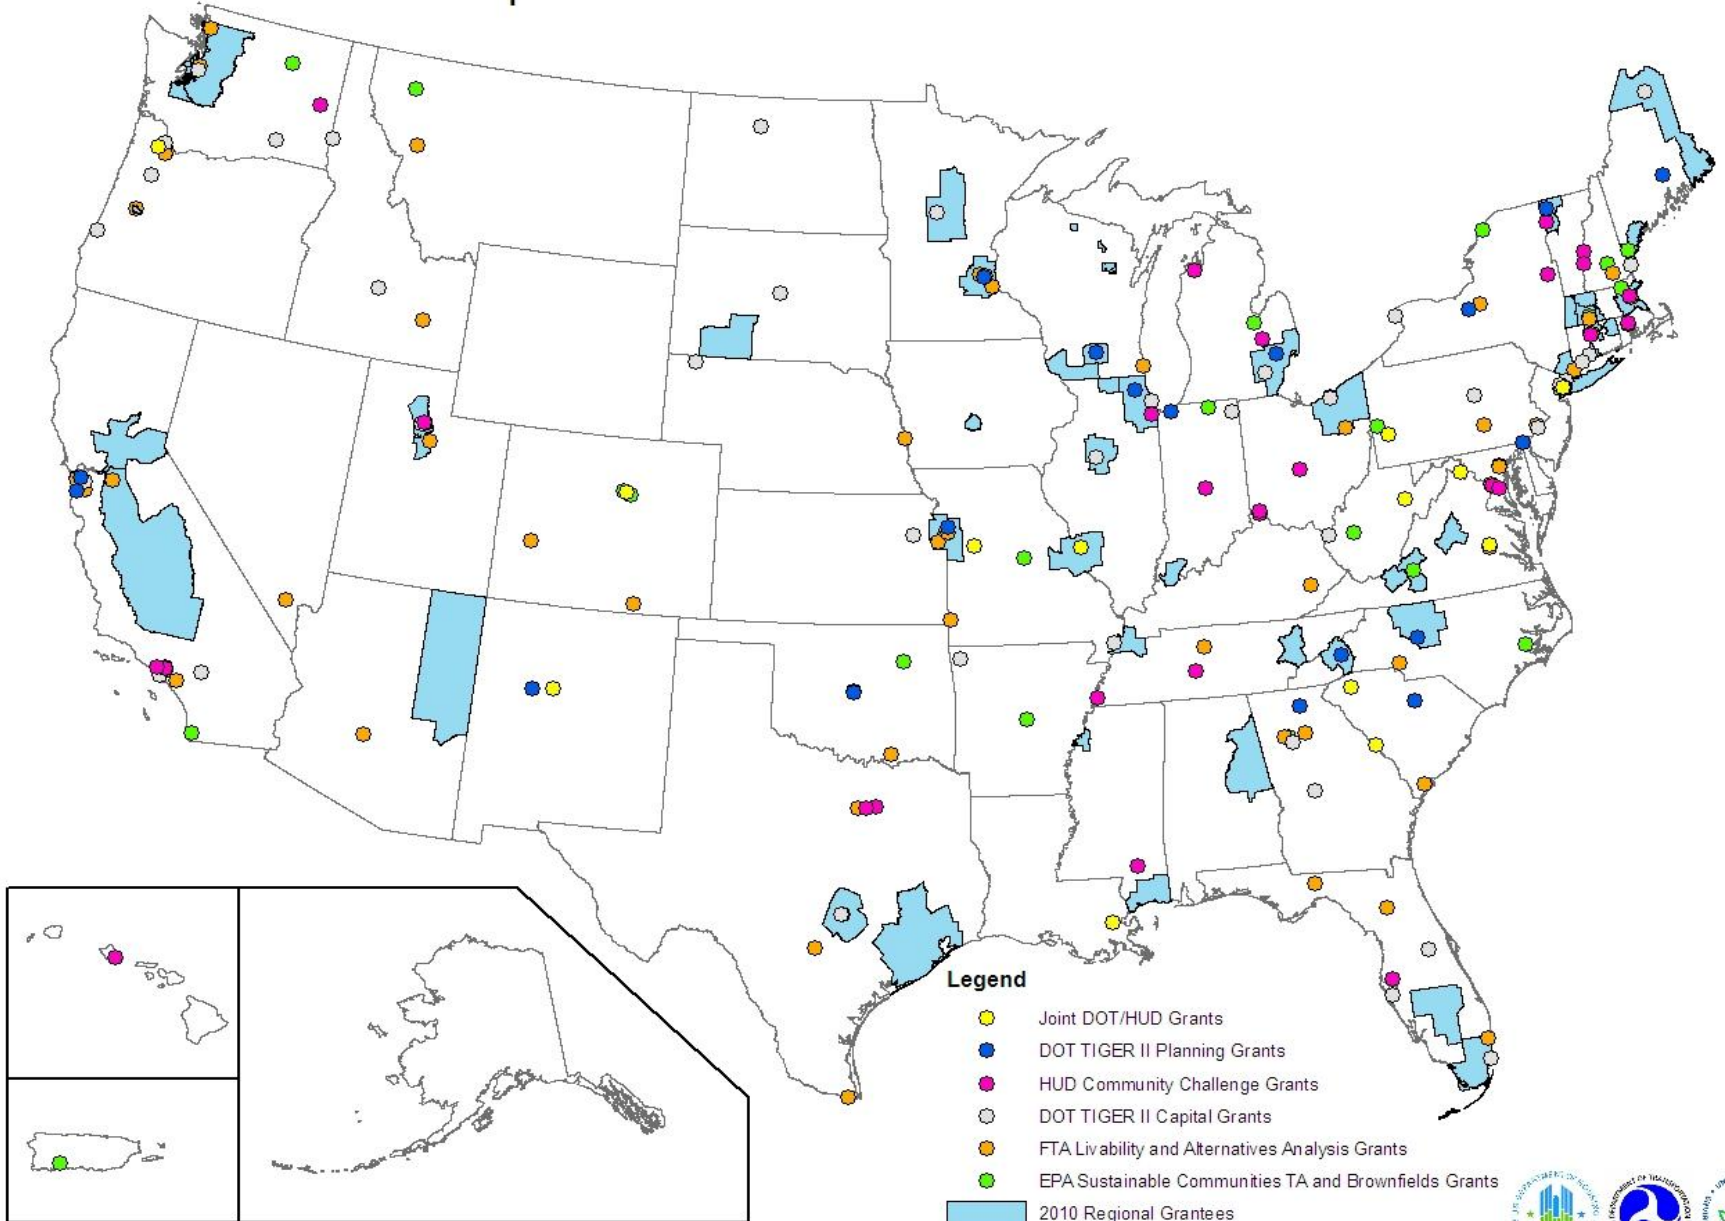 Legend
Joint DOT/HUD Grants
DOT TIGER II Planning Grants
HUD Community Challenge Grants
DOT TIGER II Capital Grants
FTA Livability and Alternatives Analysis Grants
EPA Sustainable Communities TA and Brownfields Grants
2010 Regional Grantees